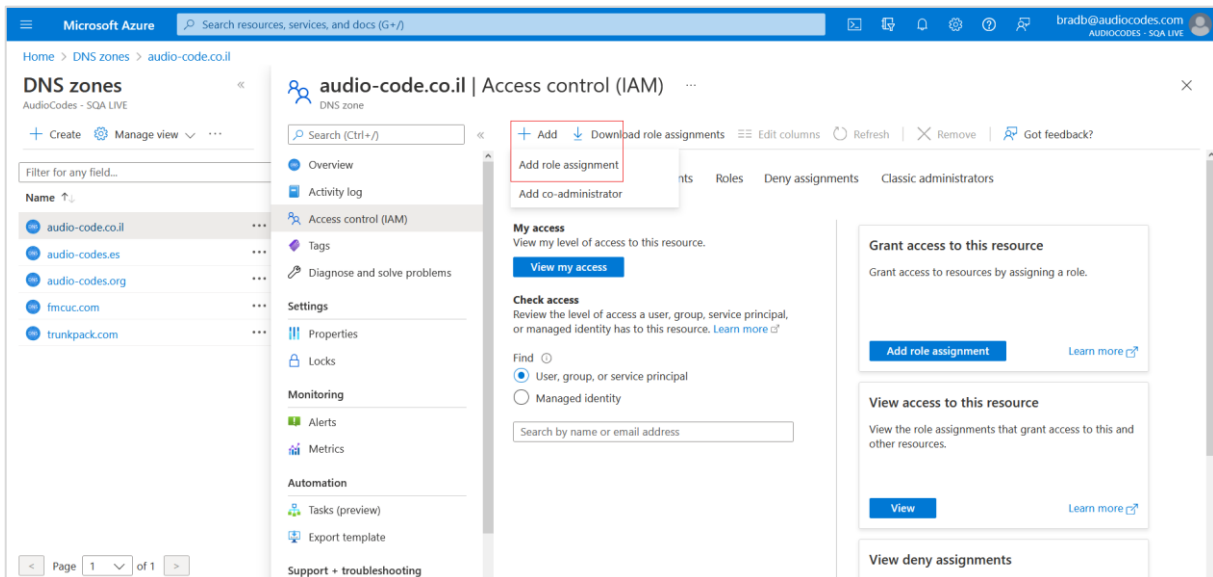 Microsoft Azure
Search resources, services, and docs (G+/)
bradb@audiocodes.com
AUDIOCODES - SQA LIVE
Home > DNS zones > audio-code.co.il
DNS zones
AudioCodes - SQA LIVE
+ Create
Manage view
...
Filter for any field...
Name ↑↓
audio-code.co.il
...
audio-codes.es
...
audio-codes.org
...
fmcuc.com
...
trunkpack.com
...
< Page 1 of 1 >
audio-code.co.il | Access control (IAM) ...
DNS zone
Search (Ctrl+/)
Overview
Activity log
Access control (IAM)
Tags
Diagnose and solve problems
Settings
Properties
Locks
Monitoring
Alerts
Metrics
Automation
Tasks (preview)
Export template
Support + troubleshooting
+ Add
Download role assignments
Edit columns
Refresh
Remove
Got feedback?
Add role assignment
Add co-administrator
nts
Roles
Deny assignments
Classic administrators
My access
View my level of access to this resource.
View my access
Check access
Review the level of access a user, group, service principal,
or managed identity has to this resource. Learn more
Find
User, group, or service principal
Managed identity
Search by name or email address
Grant access to this resource
Grant access to resources by assigning a role.
Add role assignment
Learn more
View access to this resource
View the role assignments that grant access to this and
other resources.
View
Learn more
View deny assignments